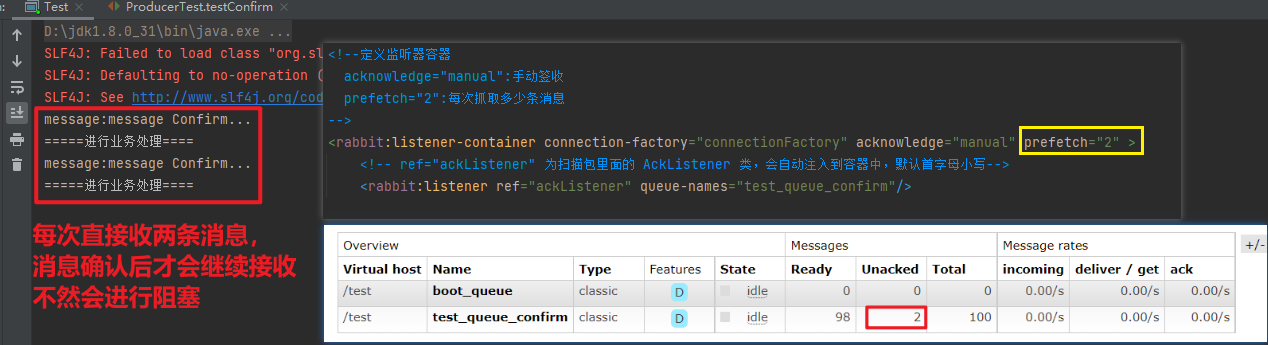 Test
ProducerTest.testConfirm
D:\jdk1.8.0_31\bin\java.exe ...
SLF4J: Failed to load class "org.sl
SLF4J: Defaulting to no-operation (
SLF4J: See http://www.slf4j.org/cod
message:message Confirm...
=====进行业务处理====
message:message Confirm...
=====进行业务处理====
每次直接收两条消息，
消息确认后才会继续接收
不然会进行阻塞
<!--定义监听器容器
acknowledge="manual":手动签收
prefetch="2":每次抓取多少条消息
-->
<rabbit:listener-container connection-factory="connectionFactory" acknowledge="manual" prefetch="2" >
<!-- ref="ackListener" 为扫描包里面的 AckListener 类，会自动注入到容器中，默认首字母小写-->
<rabbit:listener ref="ackListener" queue-names="test_queue_confirm"/>
Overview Messages Message rates +/-
Virtual host Name Type Features State Ready Unacked Total incoming deliver / get ack
/test boot_queue classic D idle 0 0 0 0.00/s 0.00/s 0.00/s
/test test_queue_confirm classic D idle 98 2 100 0.00/s 0.00/s 0.00/s